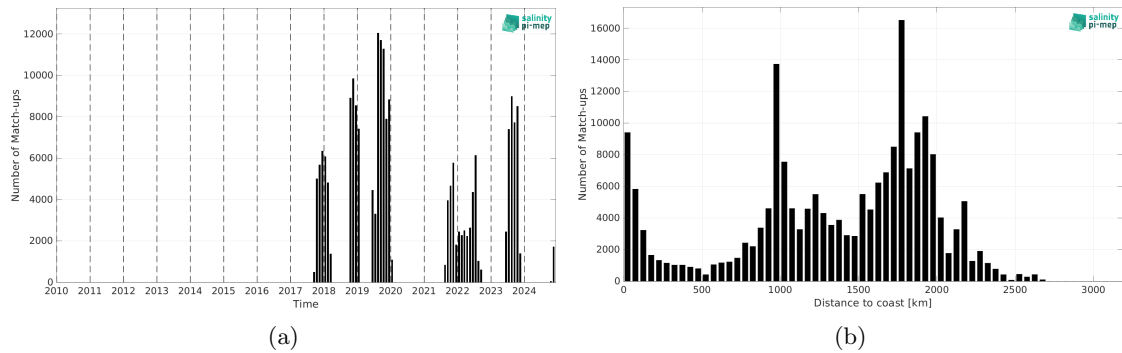 salinity
pi-mep
12000
10000
8000
6000
4000
2000
0
Number of Match-ups
2010 2011 2012 2013 2014 2015 2016 2017 2018 2019 2020 2021 2022 2023 2024
Time
(a)
salinity
pi-mep
16000
14000
12000
10000
8000
6000
4000
2000
0
Number of Match-ups
0 500 1000 1500 2000 2500 3000
Distance to coast [km]
(b)